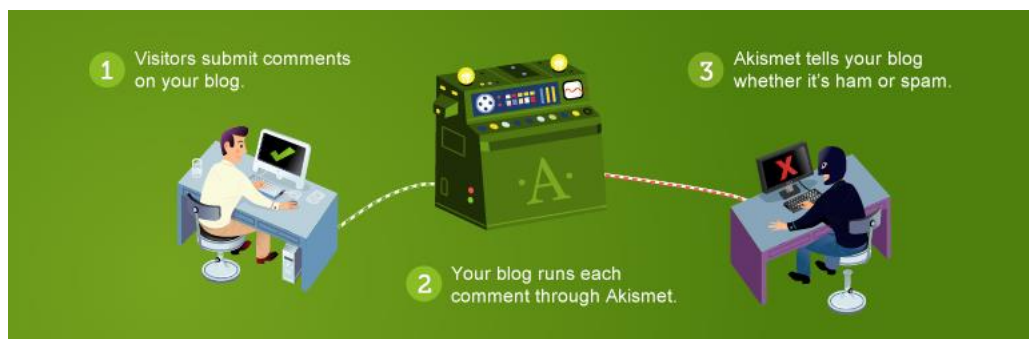 1
Visitors submit comments
on your blog.
·A·
2
Your blog runs each
comment through Akismet.
3
Akismet tells your blog
whether it's ham or spam.